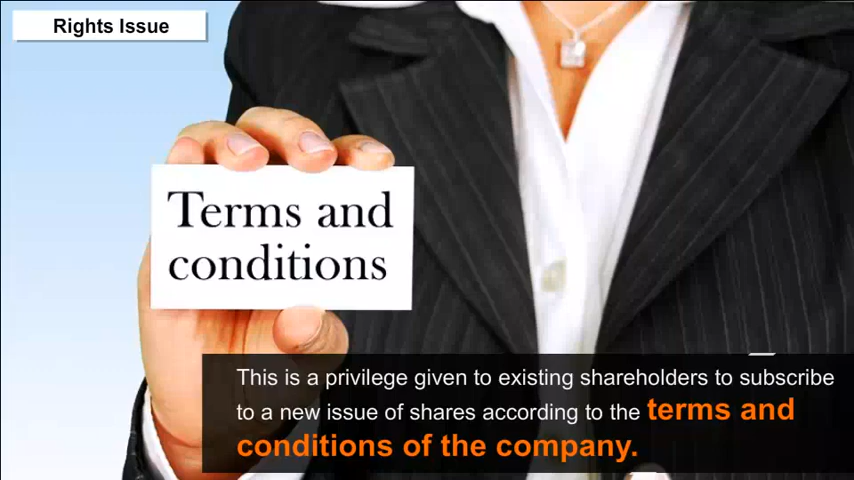 Rights Issue
Terms and
conditions
This is a privilege given to existing shareholders to subscribe
to a new issue of shares according to the terms and
conditions of the company.